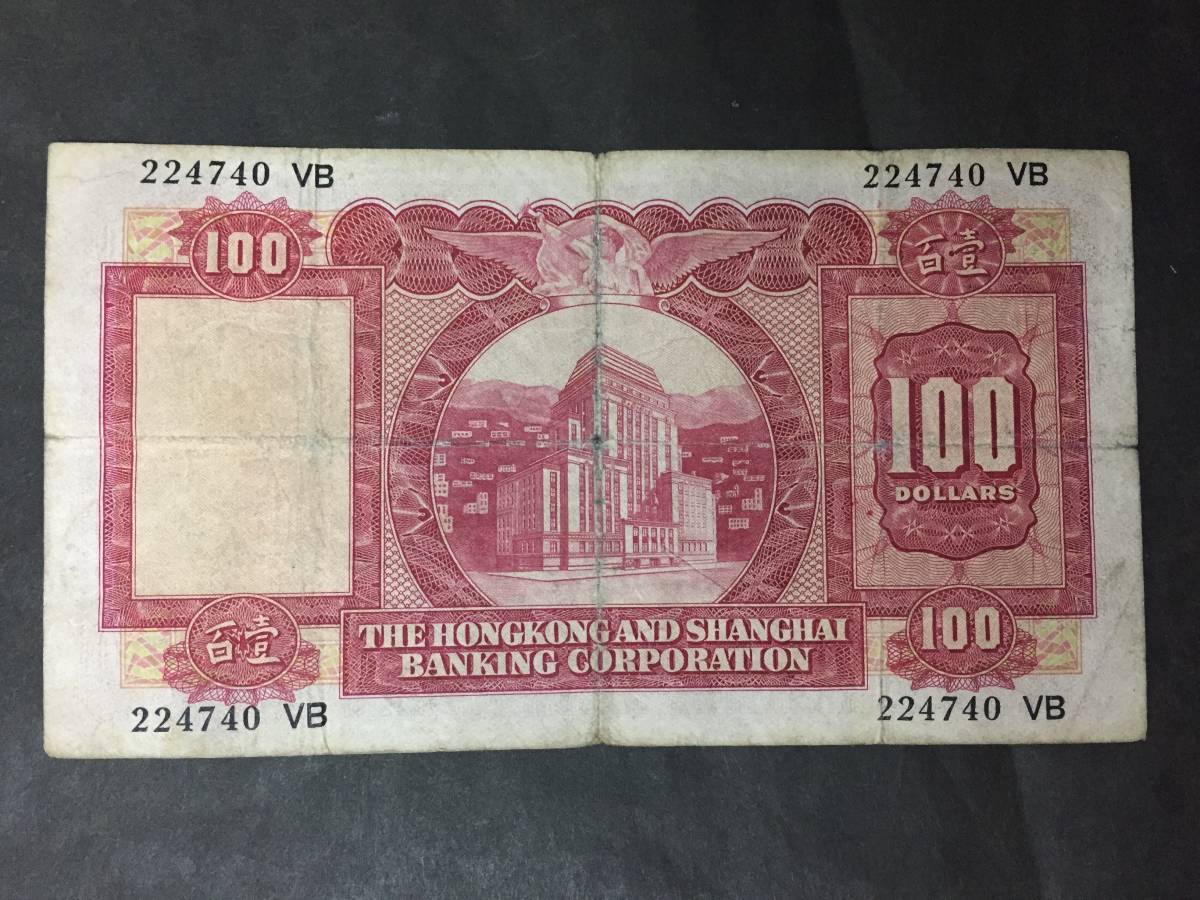 224740 VB
224740 VB
100
百壹
100
DOLLARS
百壹
100
THE HONGKONG AND SHANGHAI
BANKING CORPORATION
224740 VB
224740 VB